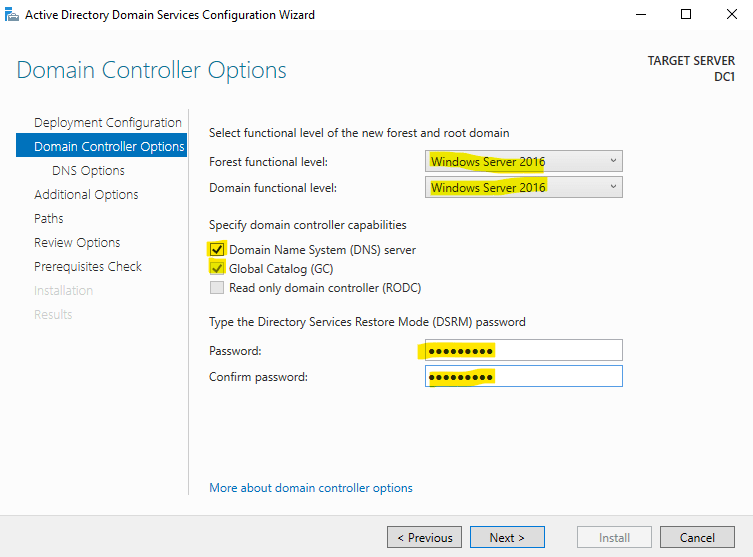 Active Directory Domain Services Configuration Wizard
Domain Controller Options
TARGET SERVER
DC1
Deployment Configuration
Domain Controller Options
DNS Options
Additional Options
Paths
Review Options
Prerequisites Check
Installation
Results
Select functional level of the new forest and root domain
Forest functional level: Windows Server 2016
Domain functional level: Windows Server 2016
Specify domain controller capabilities
Domain Name System (DNS) server
Global Catalog (GC)
Read only domain controller (RODC)
Type the Directory Services Restore Mode (DSRM) password
Password: ●●●●●●●●●
Confirm password: ●●●●●●●●●
More about domain controller options
< Previous Next > Install Cancel